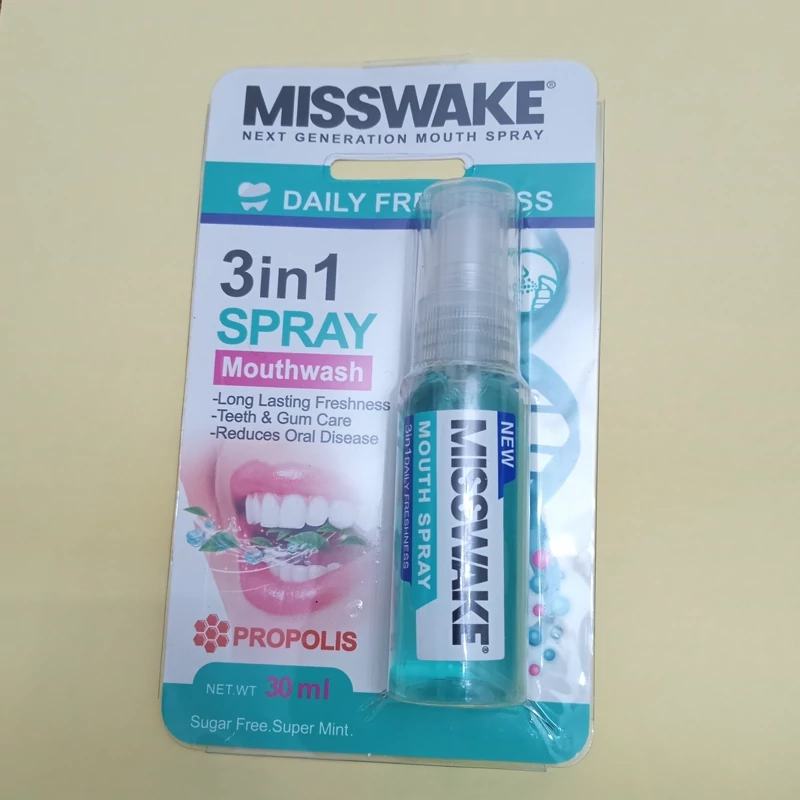 MISSWAKE®
NEXT GENERATION MOUTH SPRAY
DAILY FRE SS
3in1
SPRAY
Mouthwash
-Long Lasting Freshness
-Teeth & Gum Care
-Reduces Oral Disease
PROPOLIS
NET.WT 30 ml
Sugar Free.Super Mint.
NEW
MISSWAKE®
MOUTH SPRAY
3in1 DAILY FRESHNESS